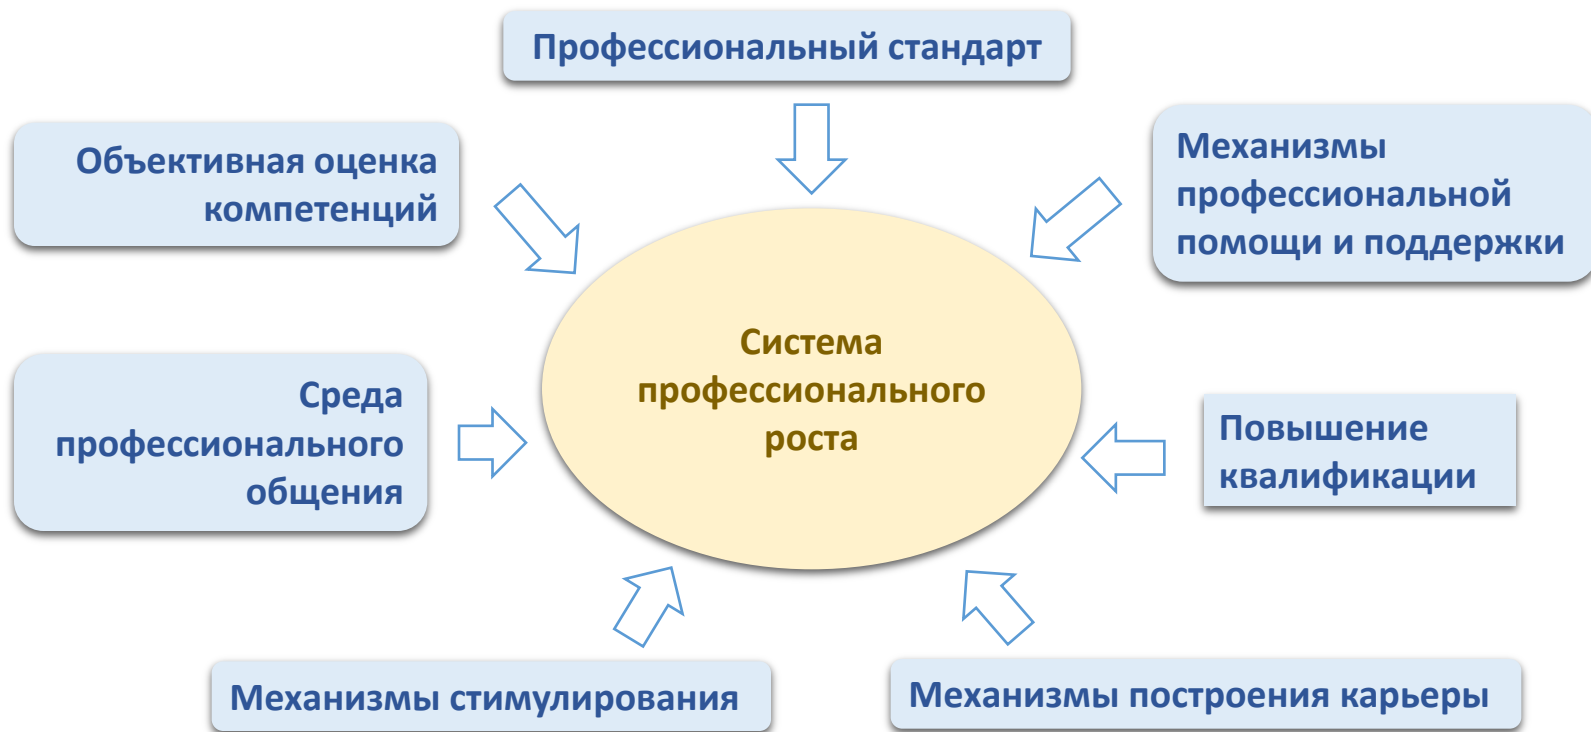 Профессиональный стандарт
Объективная оценка
компетенций
Механизмы
профессиональной
помощи и поддержки
Система
профессионального
роста
Среда
профессионального
общения
Повышение
квалификации
Механизмы стимулирования
Механизмы построения карьеры